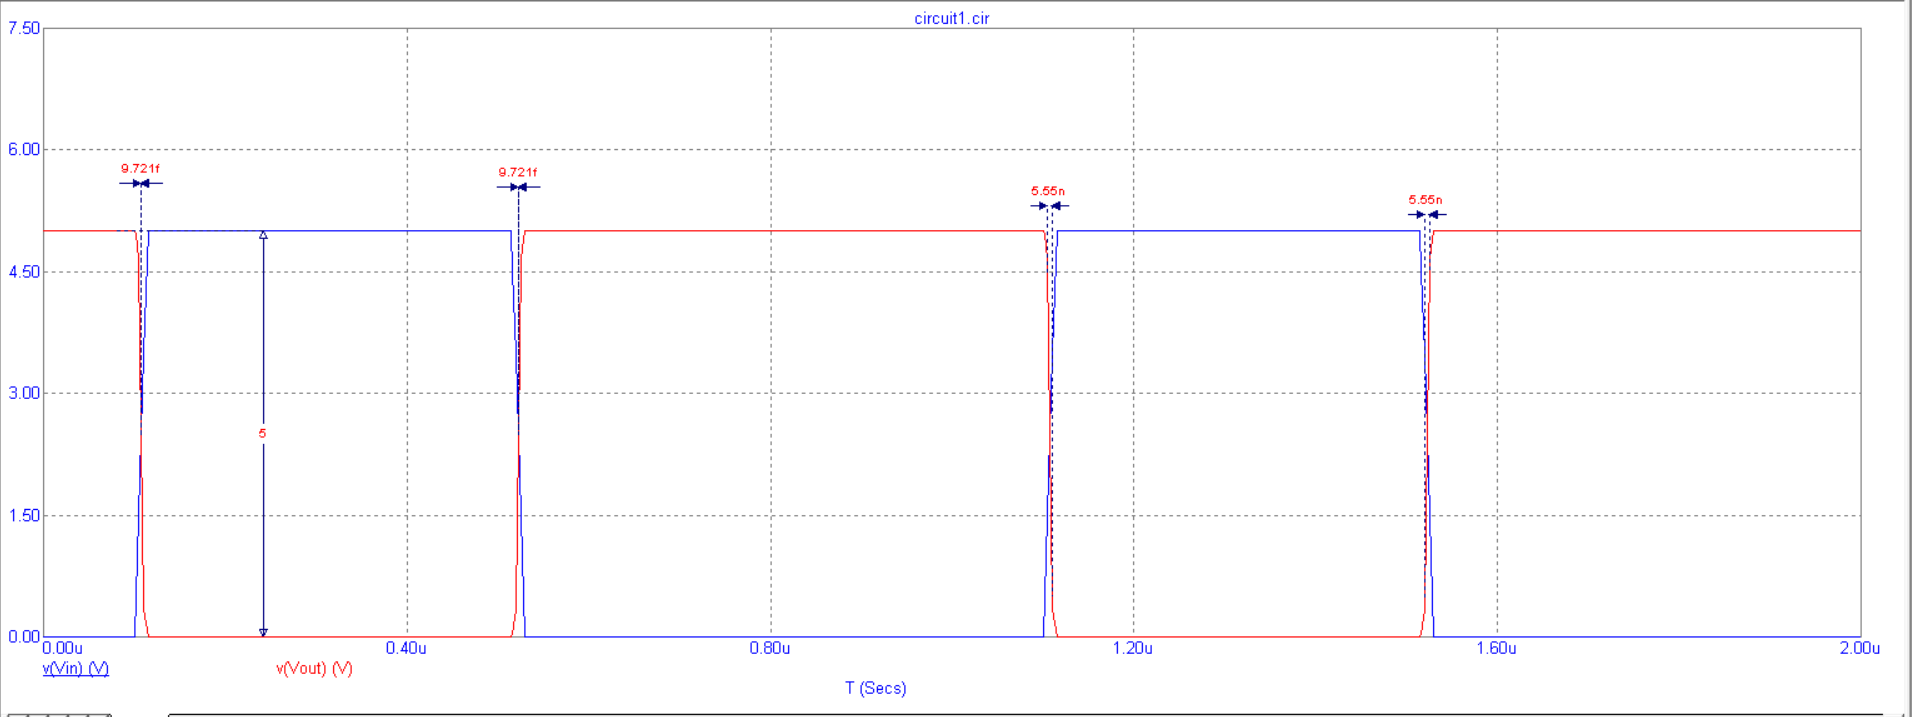 circuit1.cir
7.50
6.00
9.721f
9.721f
5.55n
5.55n
4.50
3.00
5
1.50
0.00
0.00u
0.40u
0.80u
1.20u
1.60u
2.00u
v(Vin) (V)
v(Vout) (V)
T (Secs)